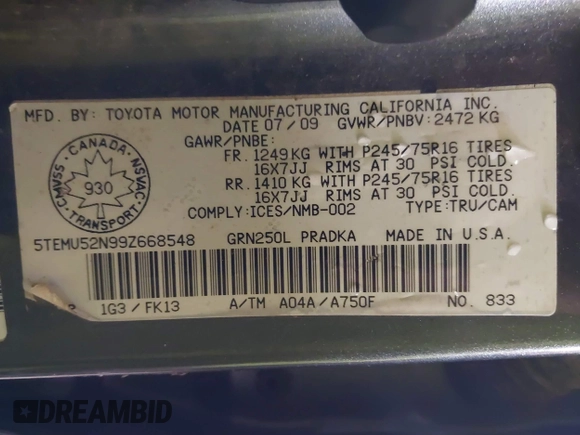 MFD. BY: TOYOTA MOTOR MANUFACTURING CALIFORNIA INC.
DATE 07/09 GVWR/PNBV: 2472 KG
GAWR/PNBE:
FR. 1249 KG WITH P245/75R16 TIRES
16X7JJ RIMS AT 30 PSI COLD.
RR. 1410 KG WITH P245/75R16 TIRES
16X7JJ RIMS AT 30 PSI COLD.
COMPLY: ICES/NMB-002 TYPE: TRU/CAM
CANADA
CMVSS NSVAC
930
TRANSPORT
5TEMU52N99Z668548 GRN250L PRADKA MADE IN U.S.A.
1G3 / FK13 A/TM A04A / A750F NO. 833
DREAMBID